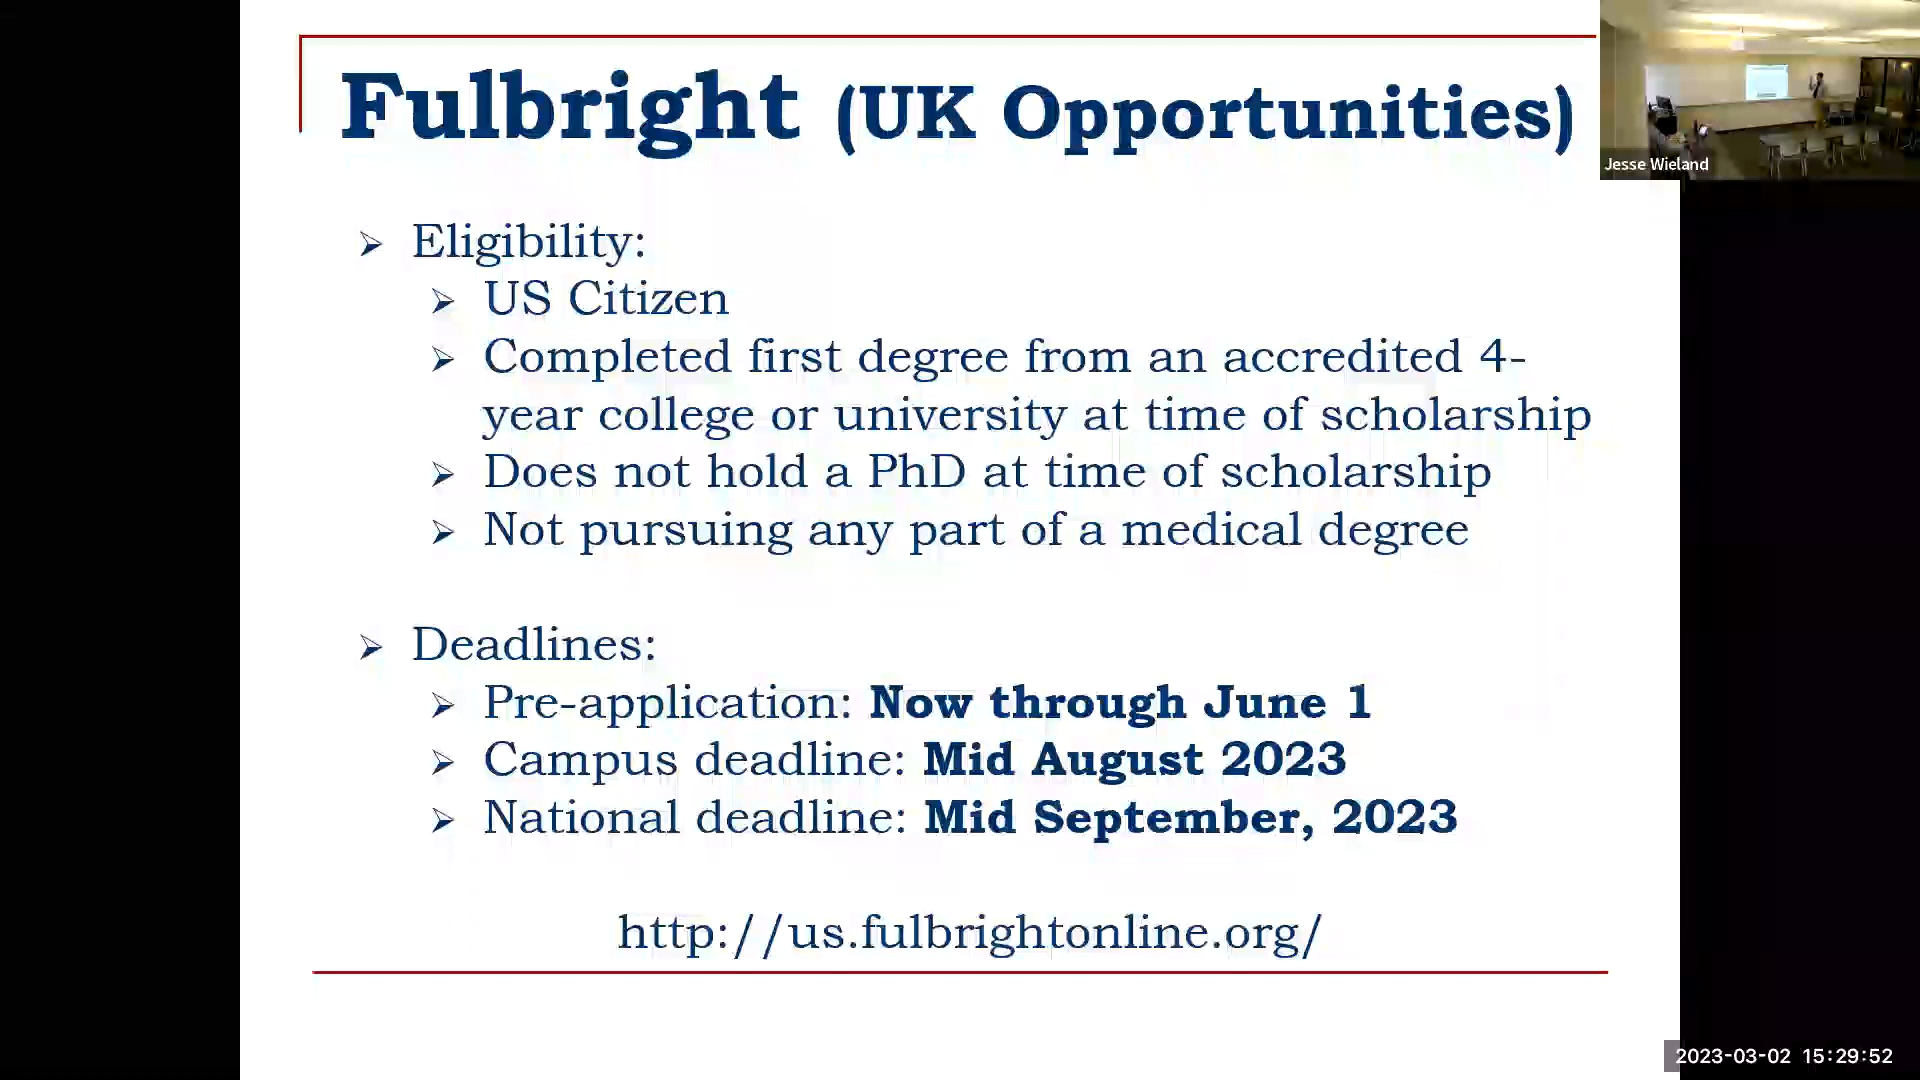 Fulbright (UK Opportunities)
Jesse Wieland
Eligibility:
US Citizen
Completed first degree from an accredited 4-
year college or university at time of scholarship
Does not hold a PhD at time of scholarship
Not pursuing any part of a medical degree
Deadlines:
Pre-application: Now through June 1
Campus deadline: Mid August 2023
National deadline: Mid September, 2023
http://us.fulbrightonline.org/
2023-03-02 15:29:52